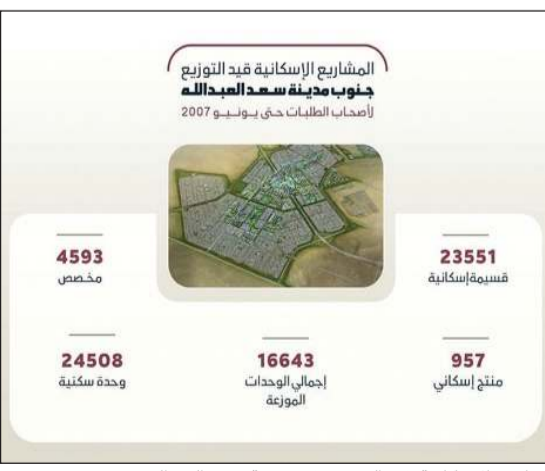 المشاريع الإسكانية قيد التوزيع
جنوب مدينة سعد العبدالله
لأصحاب الطلبات حتى يونيو 2007
23551
قسيمة إسكانية
4593
مخصص
957
منتج إسكاني
16643
إجمالي الوحدات
الموزعة
24508
وحدة سكنية